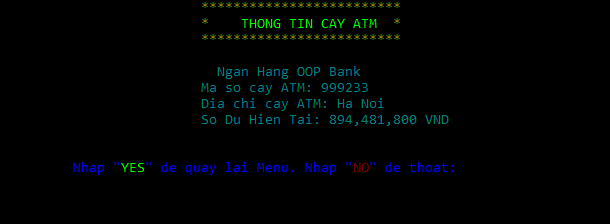 *************************
* THONG TIN CAY ATM *
*************************
Ngan Hang OOP Bank
Ma so cay ATM: 999233
Dia chi cay ATM: Ha Noi
So Du Hien Tai: 894,481,800 VND
Nhap "YES" de quay lai Menu. Nhap "NO" de thoat: